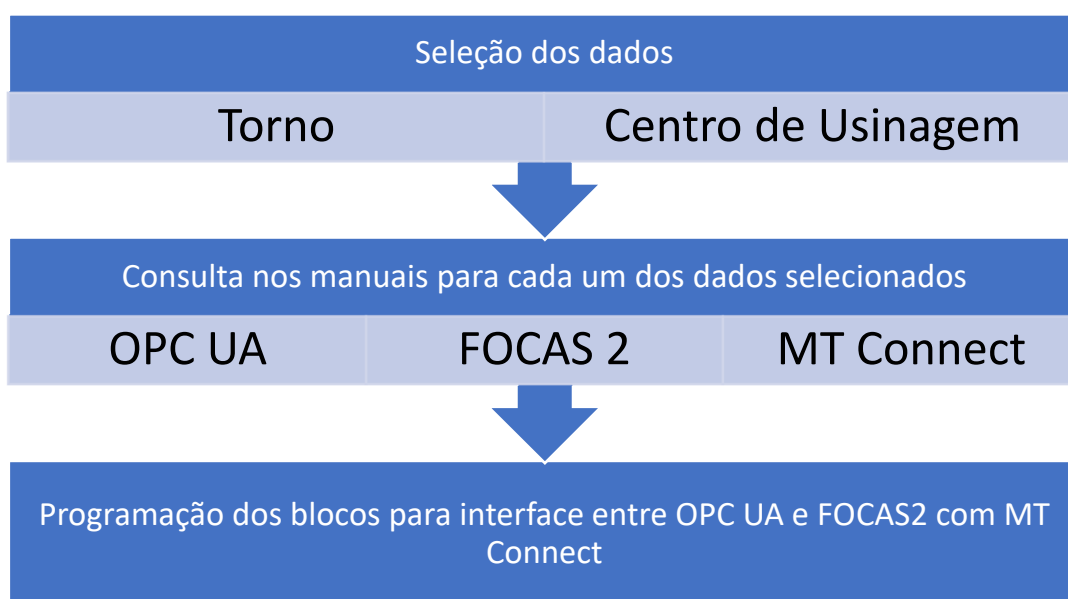 Seleção dos dados
Torno
Centro de Usinagem
Consulta nos manuais para cada um dos dados selecionados
OPC UA
FOCAS 2
MT Connect
Programação dos blocos para interface entre OPC UA e FOCAS2 com MT
Connect